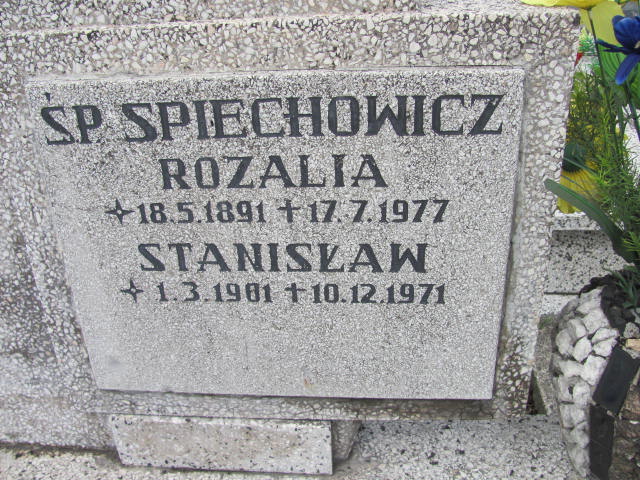 ŚP. SPIECHOWICZ
ROZALIA
✧18.5.1891 ✝17.7.1977
STANISŁAW
✧ 1.3.1901 ✝10.12.1971